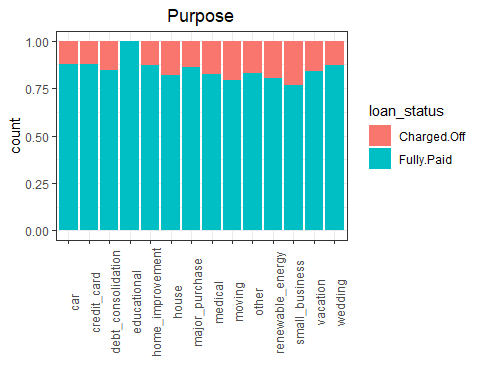 Purpose
1.00
0.75
0.50
0.25
0.00
count
car
credit_card
debt_consolidation
educational
home_improvement
house
major_purchase
medical
moving
other
renewable_energy
small_business
vacation
wedding
loan_status
Charged.Off
Fully.Paid